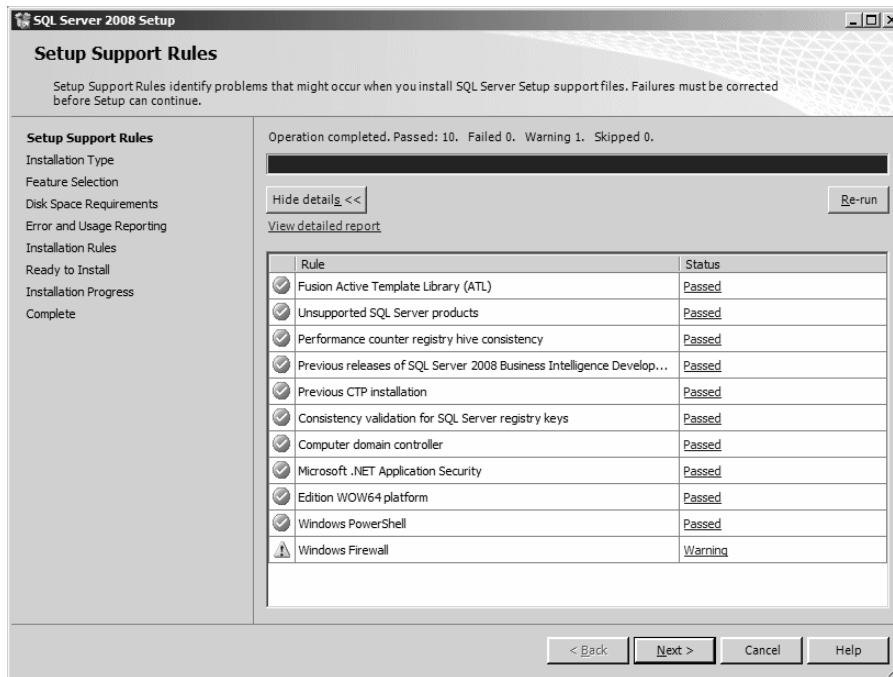 SQL Server 2008 Setup
Setup Support Rules
Setup Support Rules identify problems that might occur when you install SQL Server Setup support files. Failures must be corrected
before Setup can continue.
Setup Support Rules
Installation Type
Feature Selection
Disk Space Requirements
Error and Usage Reporting
Installation Rules
Ready to Install
Installation Progress
Complete
Operation completed. Passed: 10. Failed 0. Warning 1. Skipped 0.
Hide details << Re-run
View detailed report
Rule Status
Fusion Active Template Library (ATL) Passed
Unsupported SQL Server products Passed
Performance counter registry hive consistency Passed
Previous releases of SQL Server 2008 Business Intelligence Develop... Passed
Previous CTP installation Passed
Consistency validation for SQL Server registry keys Passed
Computer domain controller Passed
Microsoft .NET Application Security Passed
Edition WOW64 platform Passed
Windows PowerShell Passed
Windows Firewall Warning
< Back Next > Cancel Help